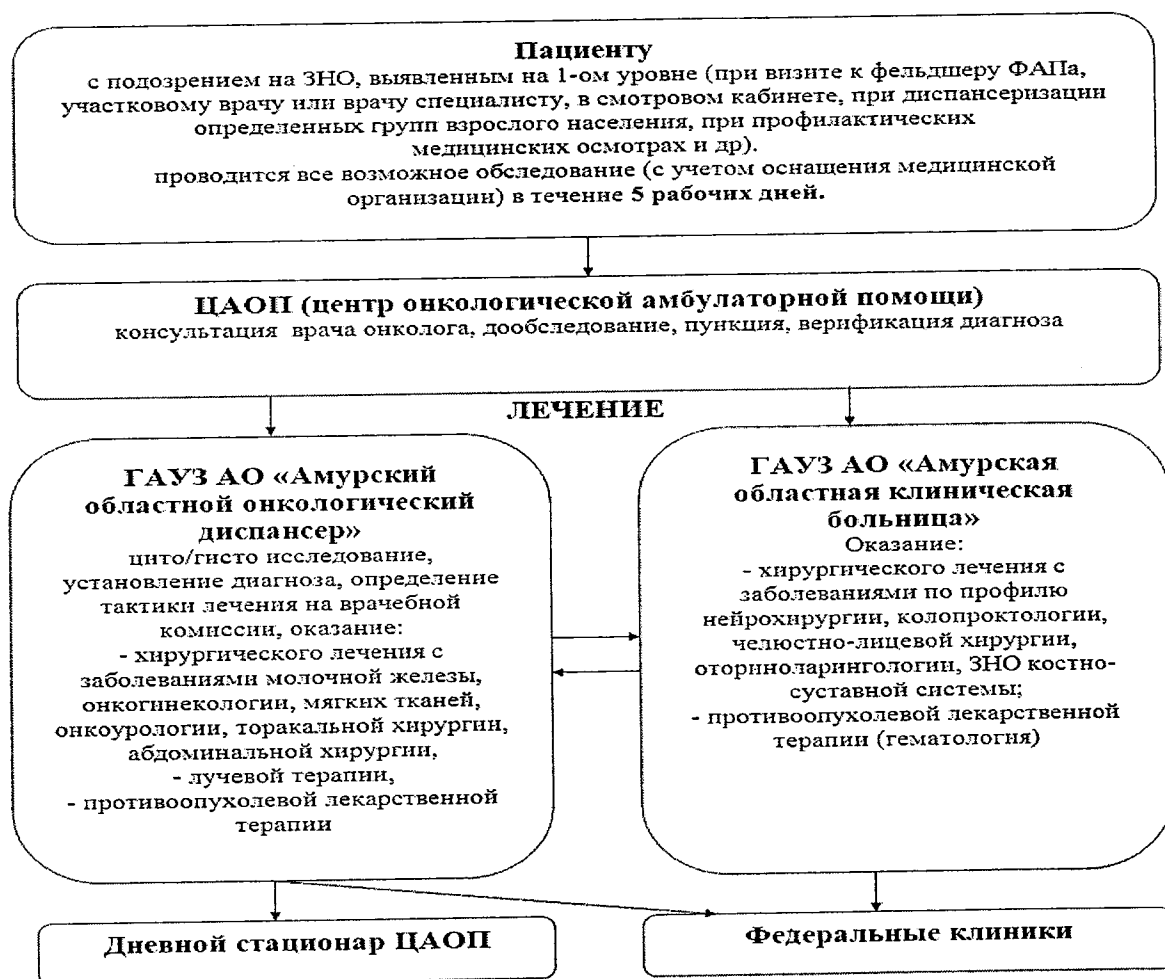 Пациенту
с подозрением на ЗНО, выявленным на 1-ом уровне (при визите к фельдшеру ФАПа,
участковому врачу или врачу специалисту, в смотровом кабинете, при диспансеризации
определенных групп взрослого населения, при профилактических
медицинских осмотрах и др).
проводится все возможное обследование (с учетом оснащения медицинской
организации) в течение 5 рабочих дней.
ЦАОП (центр онкологической амбулаторной помощи)
консультация врача онколога, дообследование, пункция, верификация диагноза
ЛЕЧЕНИЕ
ГАУЗ АО «Амурский
областной онкологический
диспансер»
цито/гисто исследование,
установление диагноза, определение
тактики лечения на врачебной
комиссии, оказание:
- хирургического лечения с
заболеваниями молочной железы,
онкогинекологии, мягких тканей,
онкоурологии, торакальной хирургии,
абдоминальной хирургии,
- лучевой терапии,
- противоопухолевой лекарственной
терапии
ГАУЗ АО «Амурская
областная клиническая
больница»
Оказание:
- хирургического лечения с
заболеваниями по профилю
нейрохирургии, колопроктологии,
челюстно-лицевой хирургии,
оториноларингологии, ЗНО костно-
суставной системы;
- противоопухолевой лекарственной
терапии (гематология)
Дневной стационар ЦАОП
Федеральные клиники